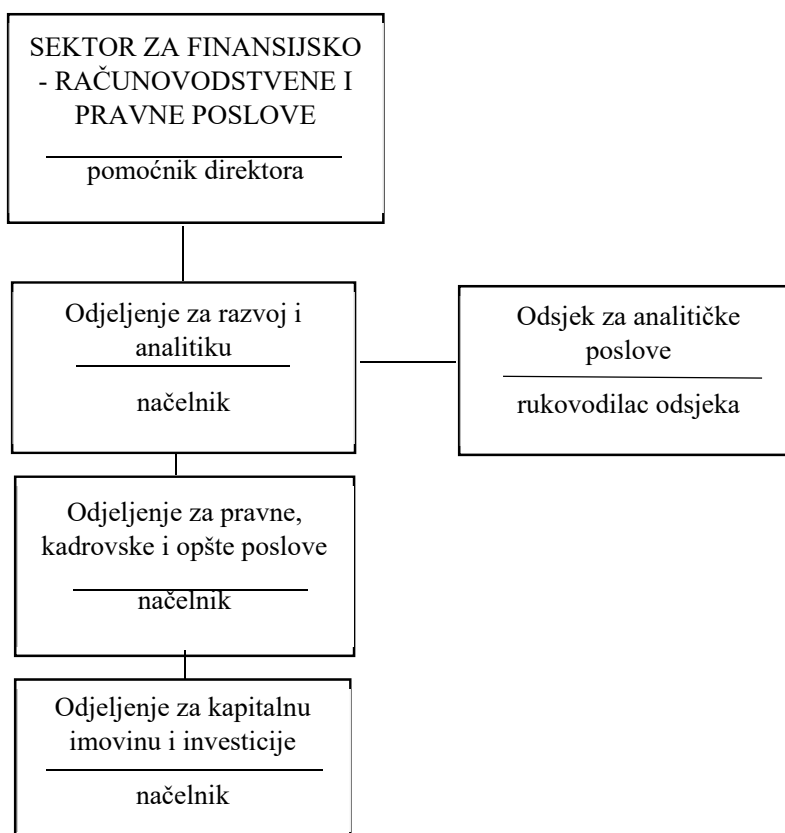 SEKTOR ZA FINANSIJSKO
- RAČUNOVODSTVENE I
PRAVNE POSLOVE
pomoćnik direktora
Odjeljenje za razvoj i
analitiku
načelnik
Odsjek za analitičke
poslove
rukovodilac odsjeka
Odjeljenje za pravne,
kadrovske i opšte poslove
načelnik
Odjeljenje za kapitalnu
imovinu i investicije
načelnik